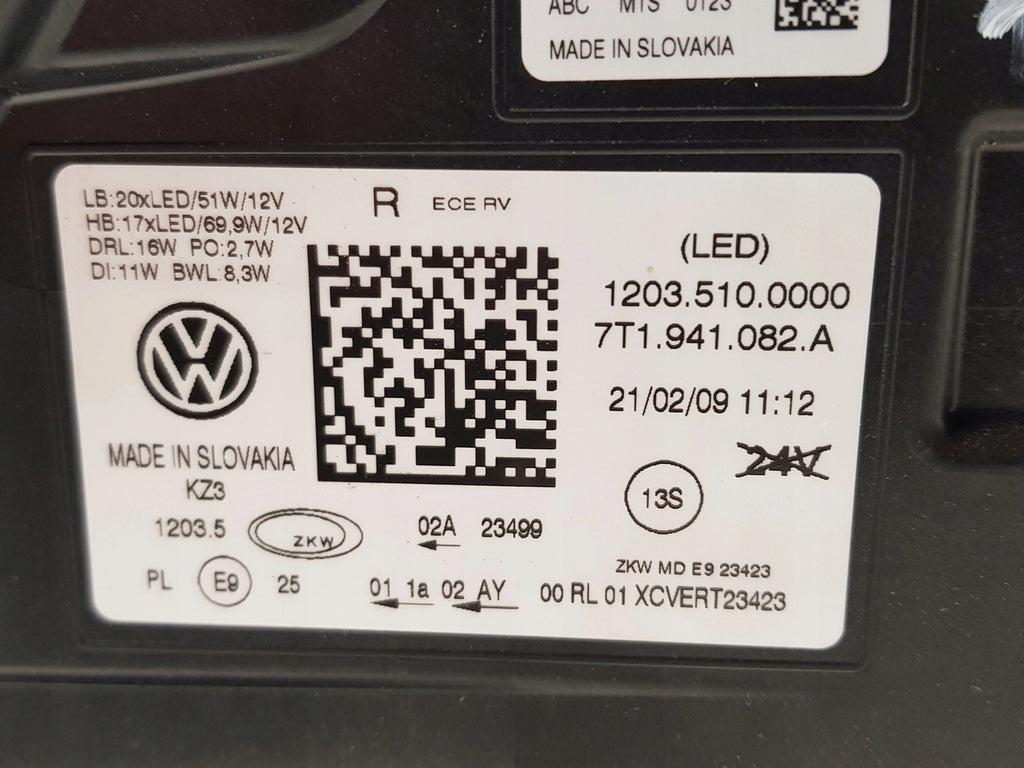 ABC MTS 0123
MADE IN SLOVAKIA
LB:20xLED/51W/12V
HB:17xLED/69,9W/12V
DRL:16W PO:2,7W
DI:11W BWL:8,3W
R ECE RV
(LED)
1203.510.0000
7T1.941.082.A
21/02/09 11:12
24V
13S
MADE IN SLOVAKIA
KZ3
1203.5 ZKW 02A 23499
ZKW MD E9 23423
PL E9 25 01 1a 02 AY 00 RL 01 XCVERT23423